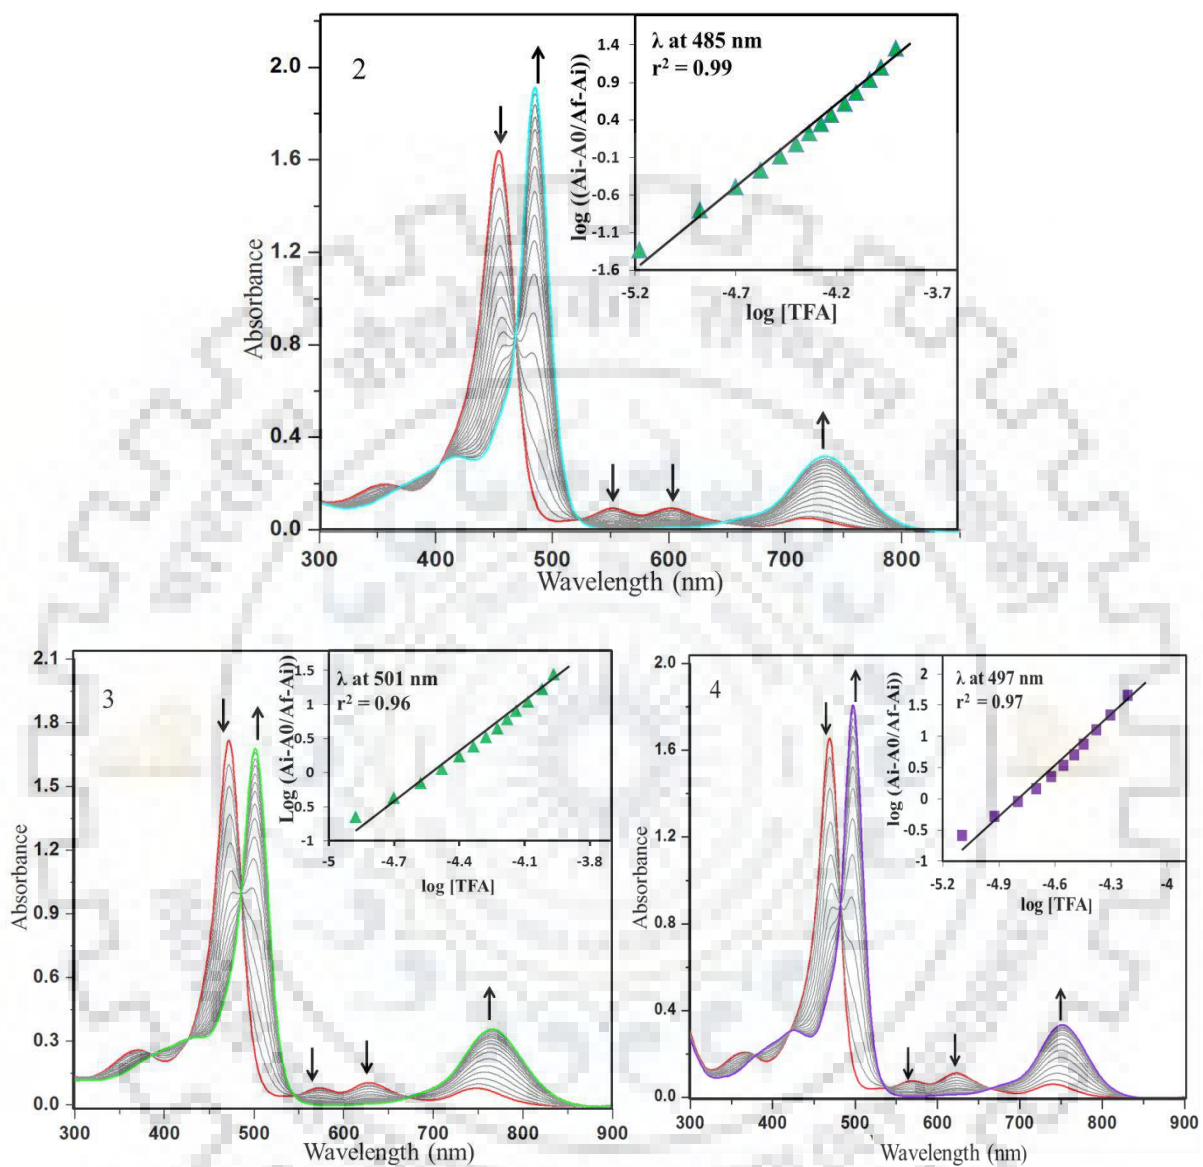 2
λ at 485 nm
r² = 0.99
log ((Ai-A0/Af-Ai))
1.4
0.9
0.4
-0.1
-0.6
-1.1
-1.6
-5.2 -4.7 -4.2 -3.7
log [TFA]
Absorbance
2.0
1.6
1.2
0.8
0.4
0.0
300 400 500 600 700 800
Wavelength (nm)
3
λ at 501 nm
r² = 0.96
Log (Ai-A0/Af-Ai))
1.5
1
0.5
0
-0.5
-1
-5 -4.7 -4.4 -4.1 -3.8
log [TFA]
Absorbance
2.1
1.8
1.5
1.2
0.9
0.6
0.3
0.0
300 400 500 600 700 800 900
Wavelength (nm)
4
λ at 497 nm
r² = 0.97
log (Ai-A0/Af-Ai))
2
1.5
1
0.5
0
-0.5
-1
-5.2 -4.9 -4.6 -4.3 -4
log [TFA]
Absorbance
2.0
1.6
1.2
0.8
0.4
0.0
300 400 500 600 700 800 900
Wavelength (nm)